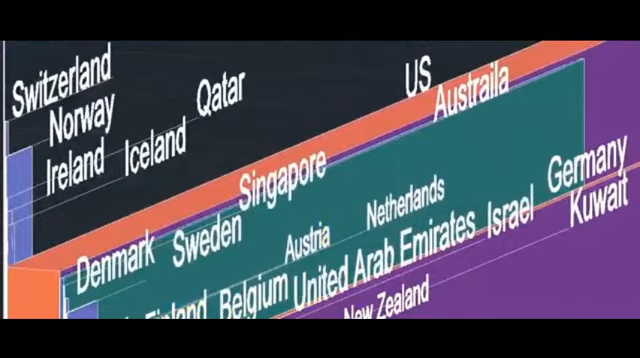 Switzerland
Norway
Qatar
US
Ireland
Iceland
Australia
Singapore
Germany
Denmark
Sweden
Netherlands
Kuwait
Austria
Israel
Finland
Belgium
United Arab Emirates
New Zealand